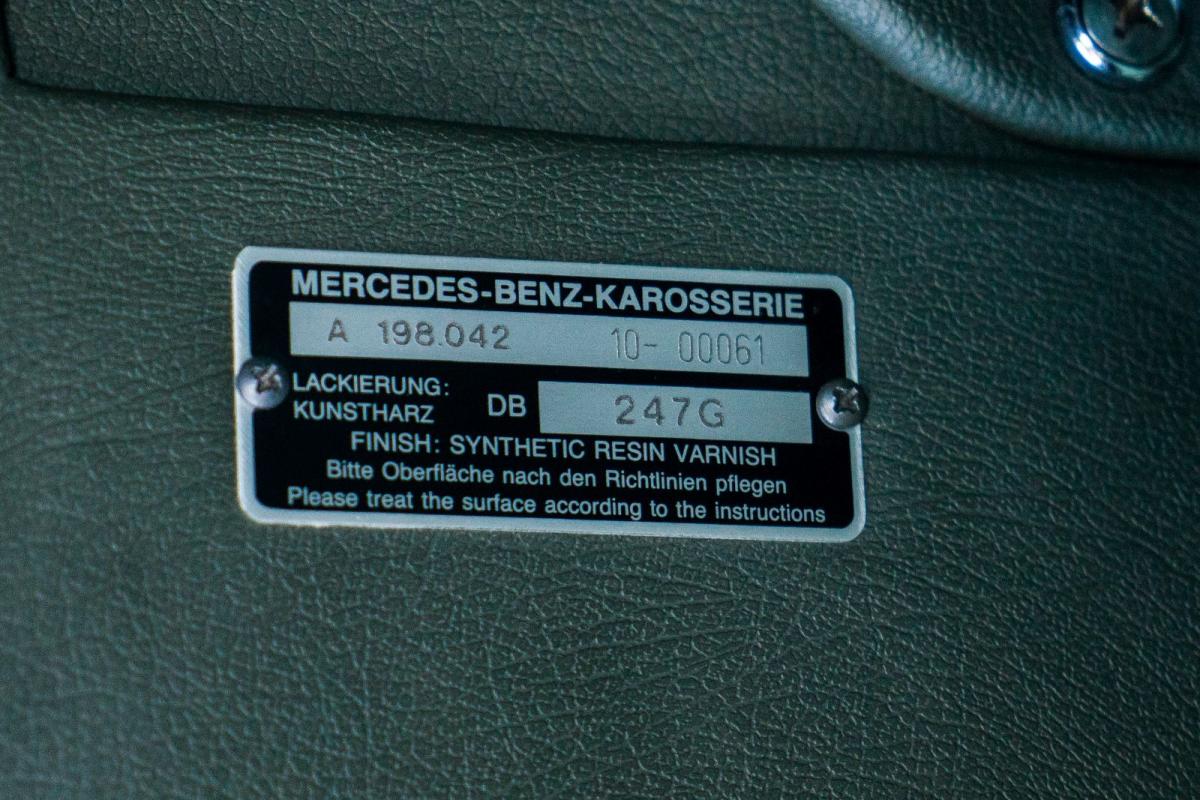 MERCEDES-BENZ-KAROSSERIE
A 198.042 10- 00061
LACKIERUNG:
KUNSTHARZ DB 247G
FINISH: SYNTHETIC RESIN VARNISH
Bitte Oberfläche nach den Richtlinien pflegen
Please treat the surface according to the instructions